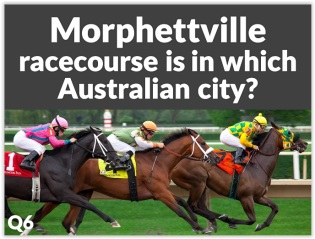 Morphettville
racecourse is in which
Australian city?
1
Q6